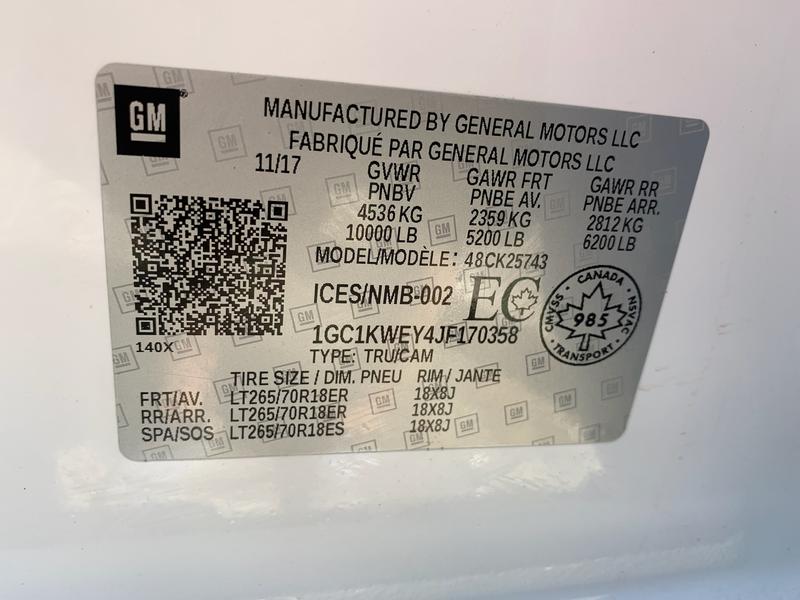 GM
MANUFACTURED BY GENERAL MOTORS LLC
FABRIQUÉ PAR GENERAL MOTORS LLC
11/17 GVWR GAWR FRT GAWR RR
PNBV PNBE AV. PNBE ARR.
4536 KG 2359 KG 2812 KG
10000 LB 5200 LB 6200 LB
MODEL/MODÈLE: 48CK25743
ICES/NMB-002 EC
CANADA
CMVSS · 985 · NSVAC
TRANSPORT
1GC1KWEY4JF170358
140X
TYPE: TRU/CAM
TIRE SIZE / DIM. PNEU RIM / JANTE
FRT/AV. LT265/70R18ER 18X8J
RR/ARR. LT265/70R18ER 18X8J
SPA/SOS LT265/70R18ES 18X8J